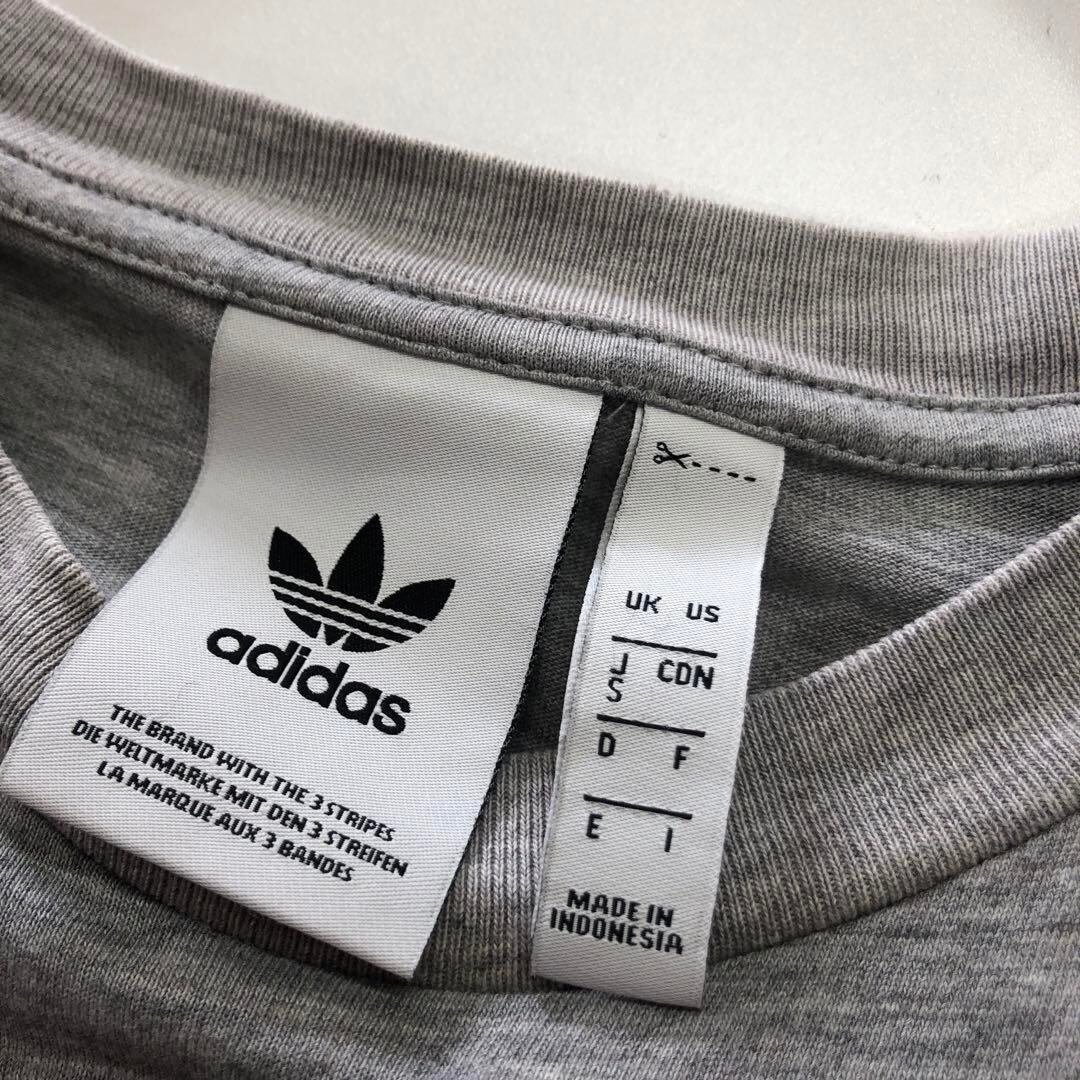 adidas
THE BRAND WITH THE 3 STRIPES
DIE WELTMARKE MIT DEN 3 STREIFEN
LA MARQUE AUX 3 BANDES
UK US
J CDN
S
D F
E I
MADE IN
INDONESIA